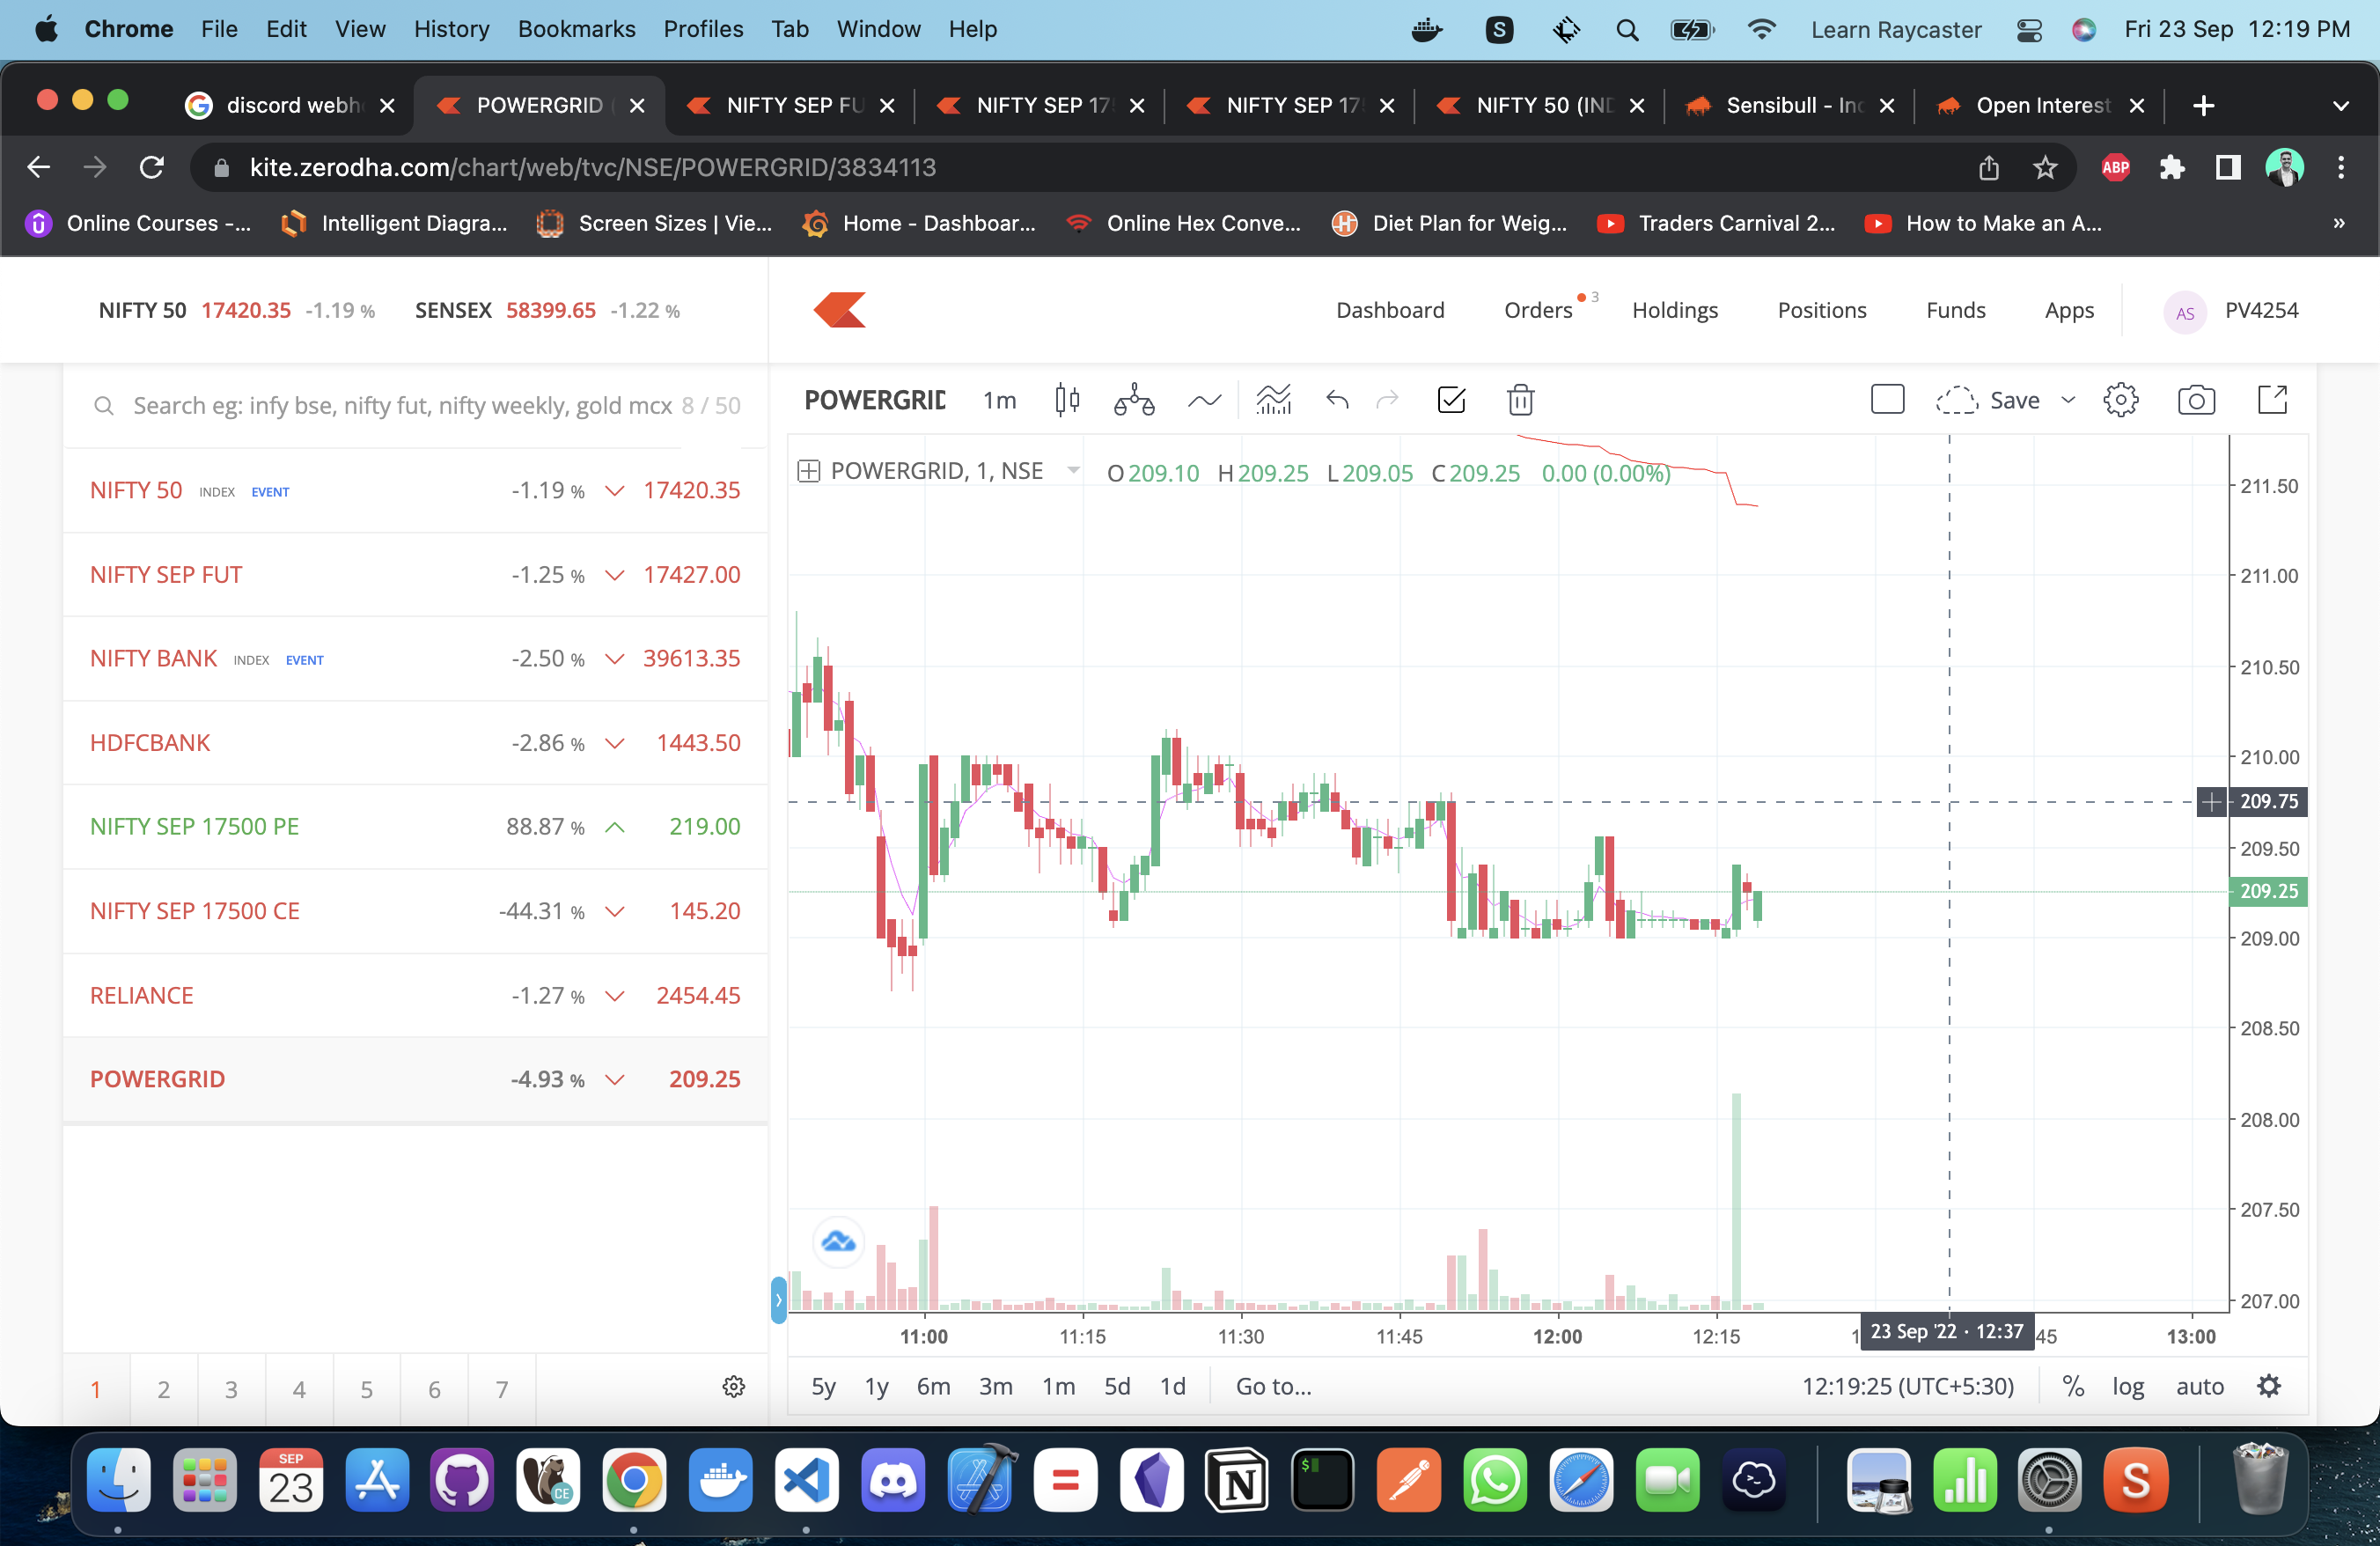 Chrome File Edit View History Bookmarks Profiles Tab Window Help S Learn Raycaster Fri 23 Sep 12:19 PM
discord webh POWERGRID ( NIFTY SEP FU NIFTY SEP 17 NIFTY SEP 17 NIFTY 50 (IND Sensibull - Ind Open Interest
kite.zerodha.com/chart/web/tvc/NSE/POWERGRID/3834113 ABP
Online Courses -... Intelligent Diagra... Screen Sizes | Vie... Home - Dashboar... Online Hex Conve... Diet Plan for Weig... Traders Carnival 2... How to Make an A... »
NIFTY 50 17420.35 -1.19 % SENSEX 58399.65 -1.22 %
Dashboard Orders 3 Holdings Positions Funds Apps AS PV4254
Search eg: infy bse, nifty fut, nifty weekly, gold mcx 8 / 50
NIFTY 50 INDEX EVENT -1.19 % 17420.35
NIFTY SEP FUT -1.25 % 17427.00
NIFTY BANK INDEX EVENT -2.50 % 39613.35
HDFCBANK -2.86 % 1443.50
NIFTY SEP 17500 PE 88.87 % 219.00
NIFTY SEP 17500 CE -44.31 % 145.20
RELIANCE -1.27 % 2454.45
POWERGRID -4.93 % 209.25
1 2 3 4 5 6 7
POWERGRID 1m Save
POWERGRID, 1, NSE O 209.10 H 209.25 L 209.05 C 209.25 0.00 (0.00%)
211.50
211.00
210.50
210.00
209.75
209.50
209.25
209.00
208.50
208.00
207.50
207.00
11:00 11:15 11:30 11:45 12:00 12:15 1 23 Sep '22 · 12:37 45 13:00
5y 1y 6m 3m 1m 5d 1d Go to... 12:19:25 (UTC+5:30) % log auto
SEP
23
CE
$
N
S